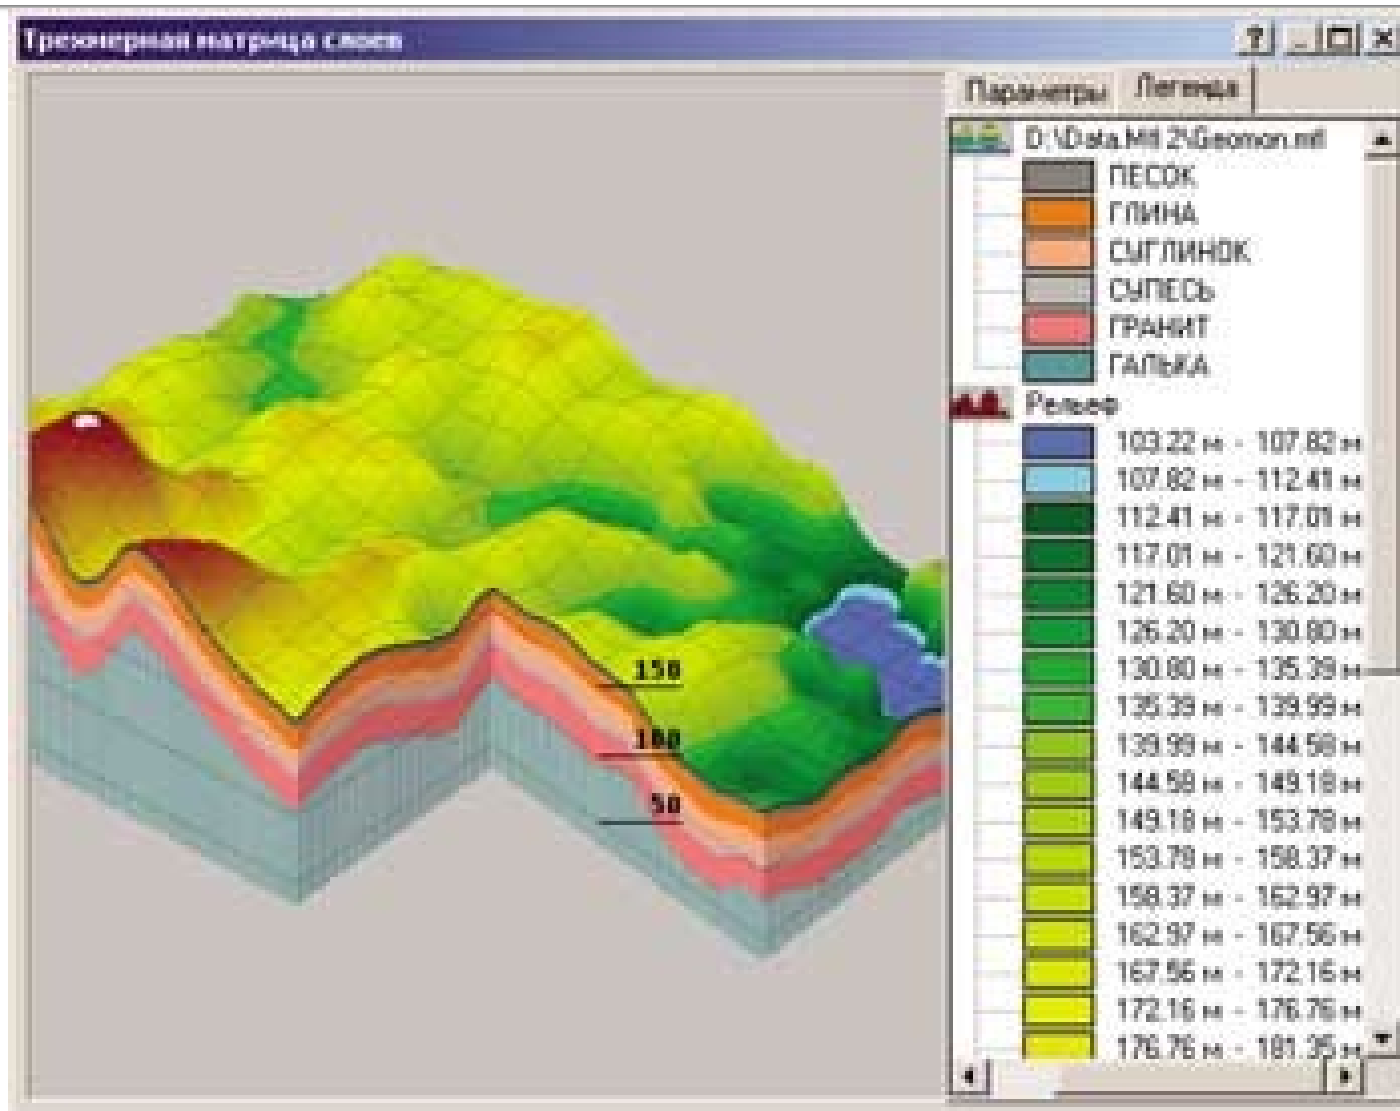 Трехмерная матрица слоев
Параметры Легенда
D:\Data.Mtl 2\Geomon.mtl
ПЕСОК
ГЛИНА
СУГЛИНОК
СУПЕСЬ
ГРАНИТ
ГАЛЬКА
Рельеф
103.22 м - 107.82 м
107.82 м - 112.41 м
112.41 м - 117.01 м
117.01 м - 121.60 м
121.60 м - 126.20 м
126.20 м - 130.80 м
130.80 м - 135.39 м
135.39 м - 139.99 м
139.99 м - 144.58 м
144.58 м - 149.18 м
149.18 м - 153.78 м
153.78 м - 158.37 м
158.37 м - 162.97 м
162.97 м - 167.56 м
167.56 м - 172.16 м
172.16 м - 176.76 м
176.76 м - 181.35 м
150
100
50